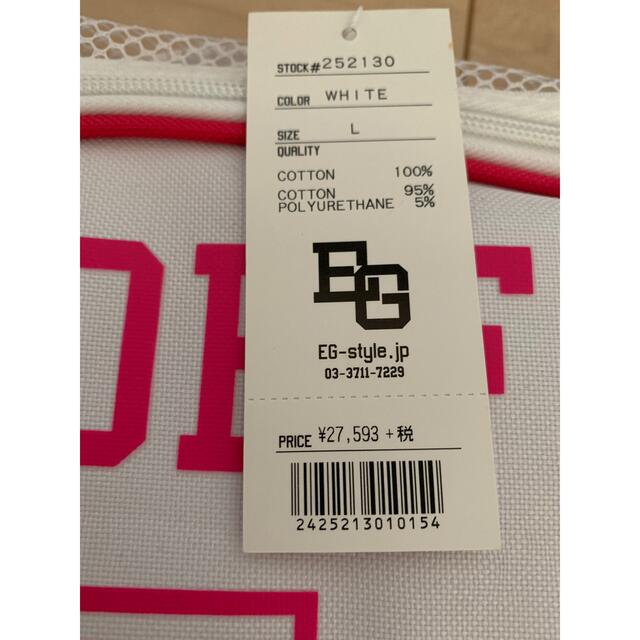 STOCK# 252130
COLOR WHITE
SIZE L
QUALITY
COTTON 100%
COTTON 95%
POLYURETHANE 5%
EG
EG-style.jp
03-3711-7229
PRICE ¥27,593 +税
2425213010154